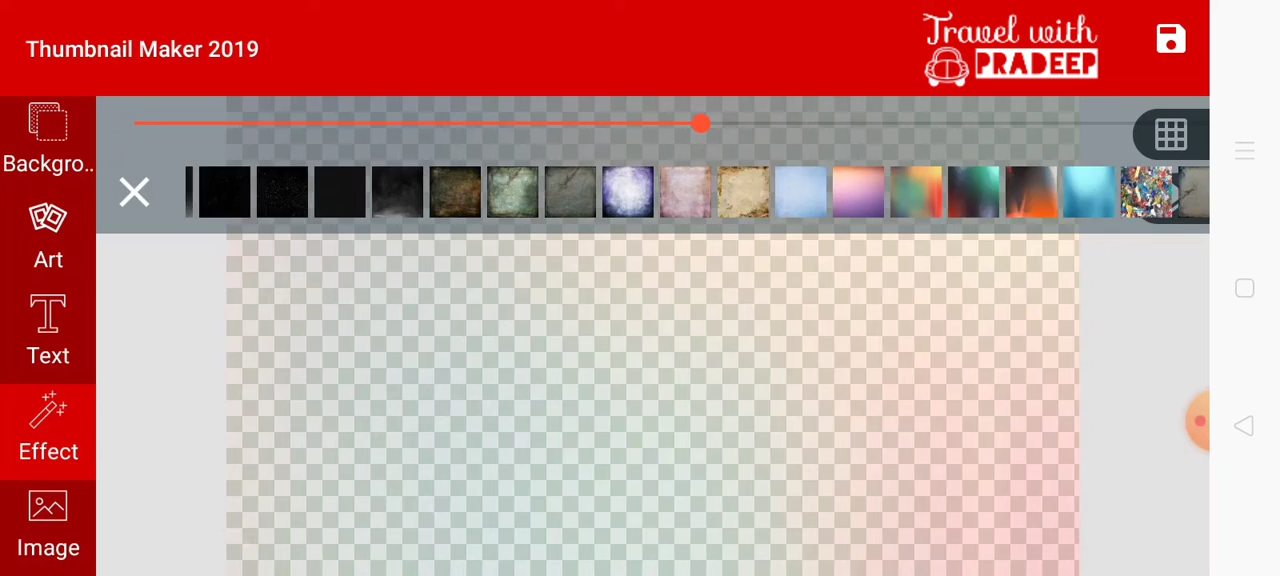 Thumbnail Maker 2019
Travel with
PRADEEP
Backgro..
Art
Text
Effect
Image